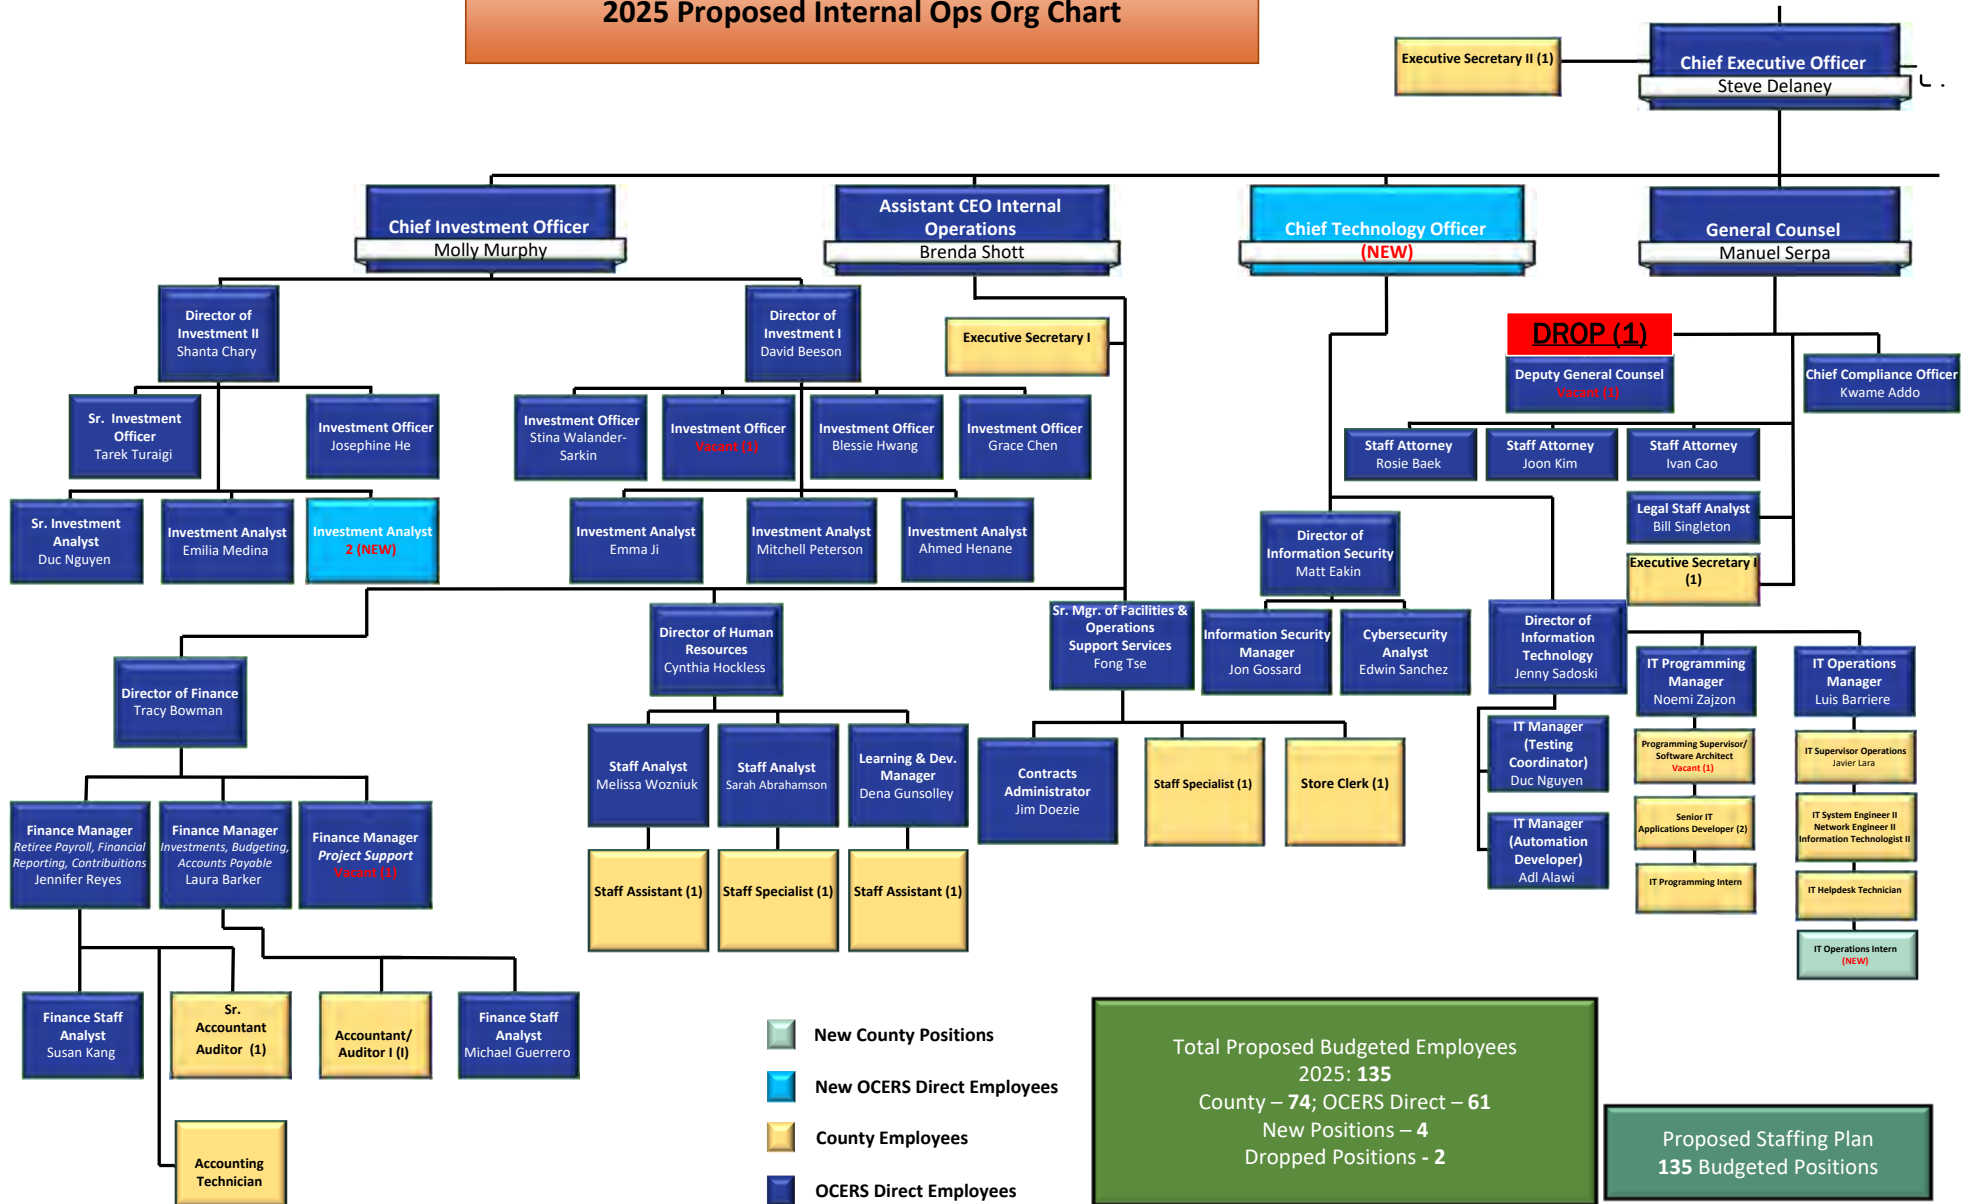 2025 Proposed Internal Ops Org Chart
Executive Secretary II (1)
Chief Executive Officer
Steve Delaney
Chief Investment Officer
Molly Murphy
Assistant CEO Internal
Operations
Brenda Shott
Chief Technology Officer
(NEW)
General Counsel
Manuel Serpa
Director of
Investment II
Shanta Chary
Director of
Investment I
David Beeson
Executive Secretary I
DROP (1)
Deputy General Counsel
Vacant (1)
Chief Compliance Officer
Kwame Addo
Sr. Investment
Officer
Tarek Turaigi
Investment Officer
Josephine He
Investment Officer
Stina Walander-
Sarkin
Investment Officer
Vacant (1)
Investment Officer
Blessie Hwang
Investment Officer
Grace Chen
Staff Attorney
Rosie Baek
Staff Attorney
Joon Kim
Staff Attorney
Ivan Cao
Sr. Investment
Analyst
Duc Nguyen
Investment Analyst
Emilia Medina
Investment Analyst
2 (NEW)
Investment Analyst
Emma Ji
Investment Analyst
Mitchell Peterson
Investment Analyst
Ahmed Henane
Legal Staff Analyst
Bill Singleton
Executive Secretary I
(1)
Director of
Information Security
Matt Eakin
Director of Human
Resources
Cynthia Hockless
Sr. Mgr. of Facilities &
Operations
Support Services
Fong Tse
Information Security
Manager
Jon Gossard
Cybersecurity
Analyst
Edwin Sanchez
Director of
Information
Technology
Jenny Sadoski
IT Programming
Manager
Noemi Zajzon
IT Operations
Manager
Luis Barriere
Director of Finance
Tracy Bowman
Staff Analyst
Melissa Wozniuk
Staff Analyst
Sarah Abrahamson
Learning & Dev.
Manager
Dena Gunsolley
Contracts
Administrator
Jim Doezie
Staff Specialist (1)
Store Clerk (1)
IT Manager
(Testing
Coordinator)
Duc Nguyen
Programming Supervisor/
Software Architect
Vacant (1)
IT Supervisor Operations
Javier Lara
Finance Manager
Retiree Payroll, Financial
Reporting, Contribuitions
Jennifer Reyes
Finance Manager
Investments, Budgeting,
Accounts Payable
Laura Barker
Finance Manager
Project Support
Vacant (1)
Staff Assistant (1)
Staff Specialist (1)
Staff Assistant (1)
IT Manager
(Automation
Developer)
Adl Alawi
Senior IT
Applications Developer (2)
IT Programming Intern
IT System Engineer II
Network Engineer II
Information Technologist II
IT Helpdesk Technician
IT Operations Intern
(NEW)
Finance Staff
Analyst
Susan Kang
Sr.
Accountant
Auditor (1)
Accountant/
Auditor I (I)
Finance Staff
Analyst
Michael Guerrero
Accounting
Technician
New County Positions
New OCERS Direct Employees
County Employees
OCERS Direct Employees
Total Proposed Budgeted Employees
2025: 135
County – 74; OCERS Direct – 61
New Positions – 4
Dropped Positions - 2
Proposed Staffing Plan
135 Budgeted Positions